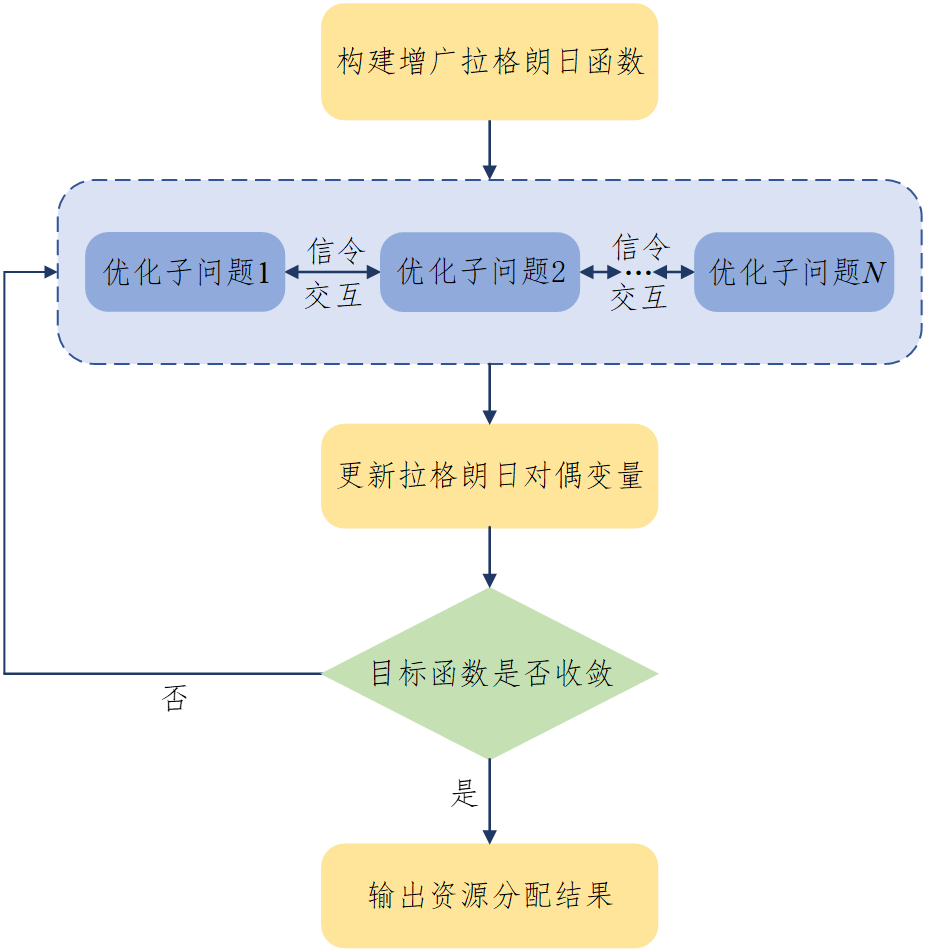 构建增广拉格朗日函数
优化子问题1
信令
交互
优化子问题2
信令
...
交互
优化子问题N
更新拉格朗日对偶变量
目标函数是否收敛
否
是
输出资源分配结果